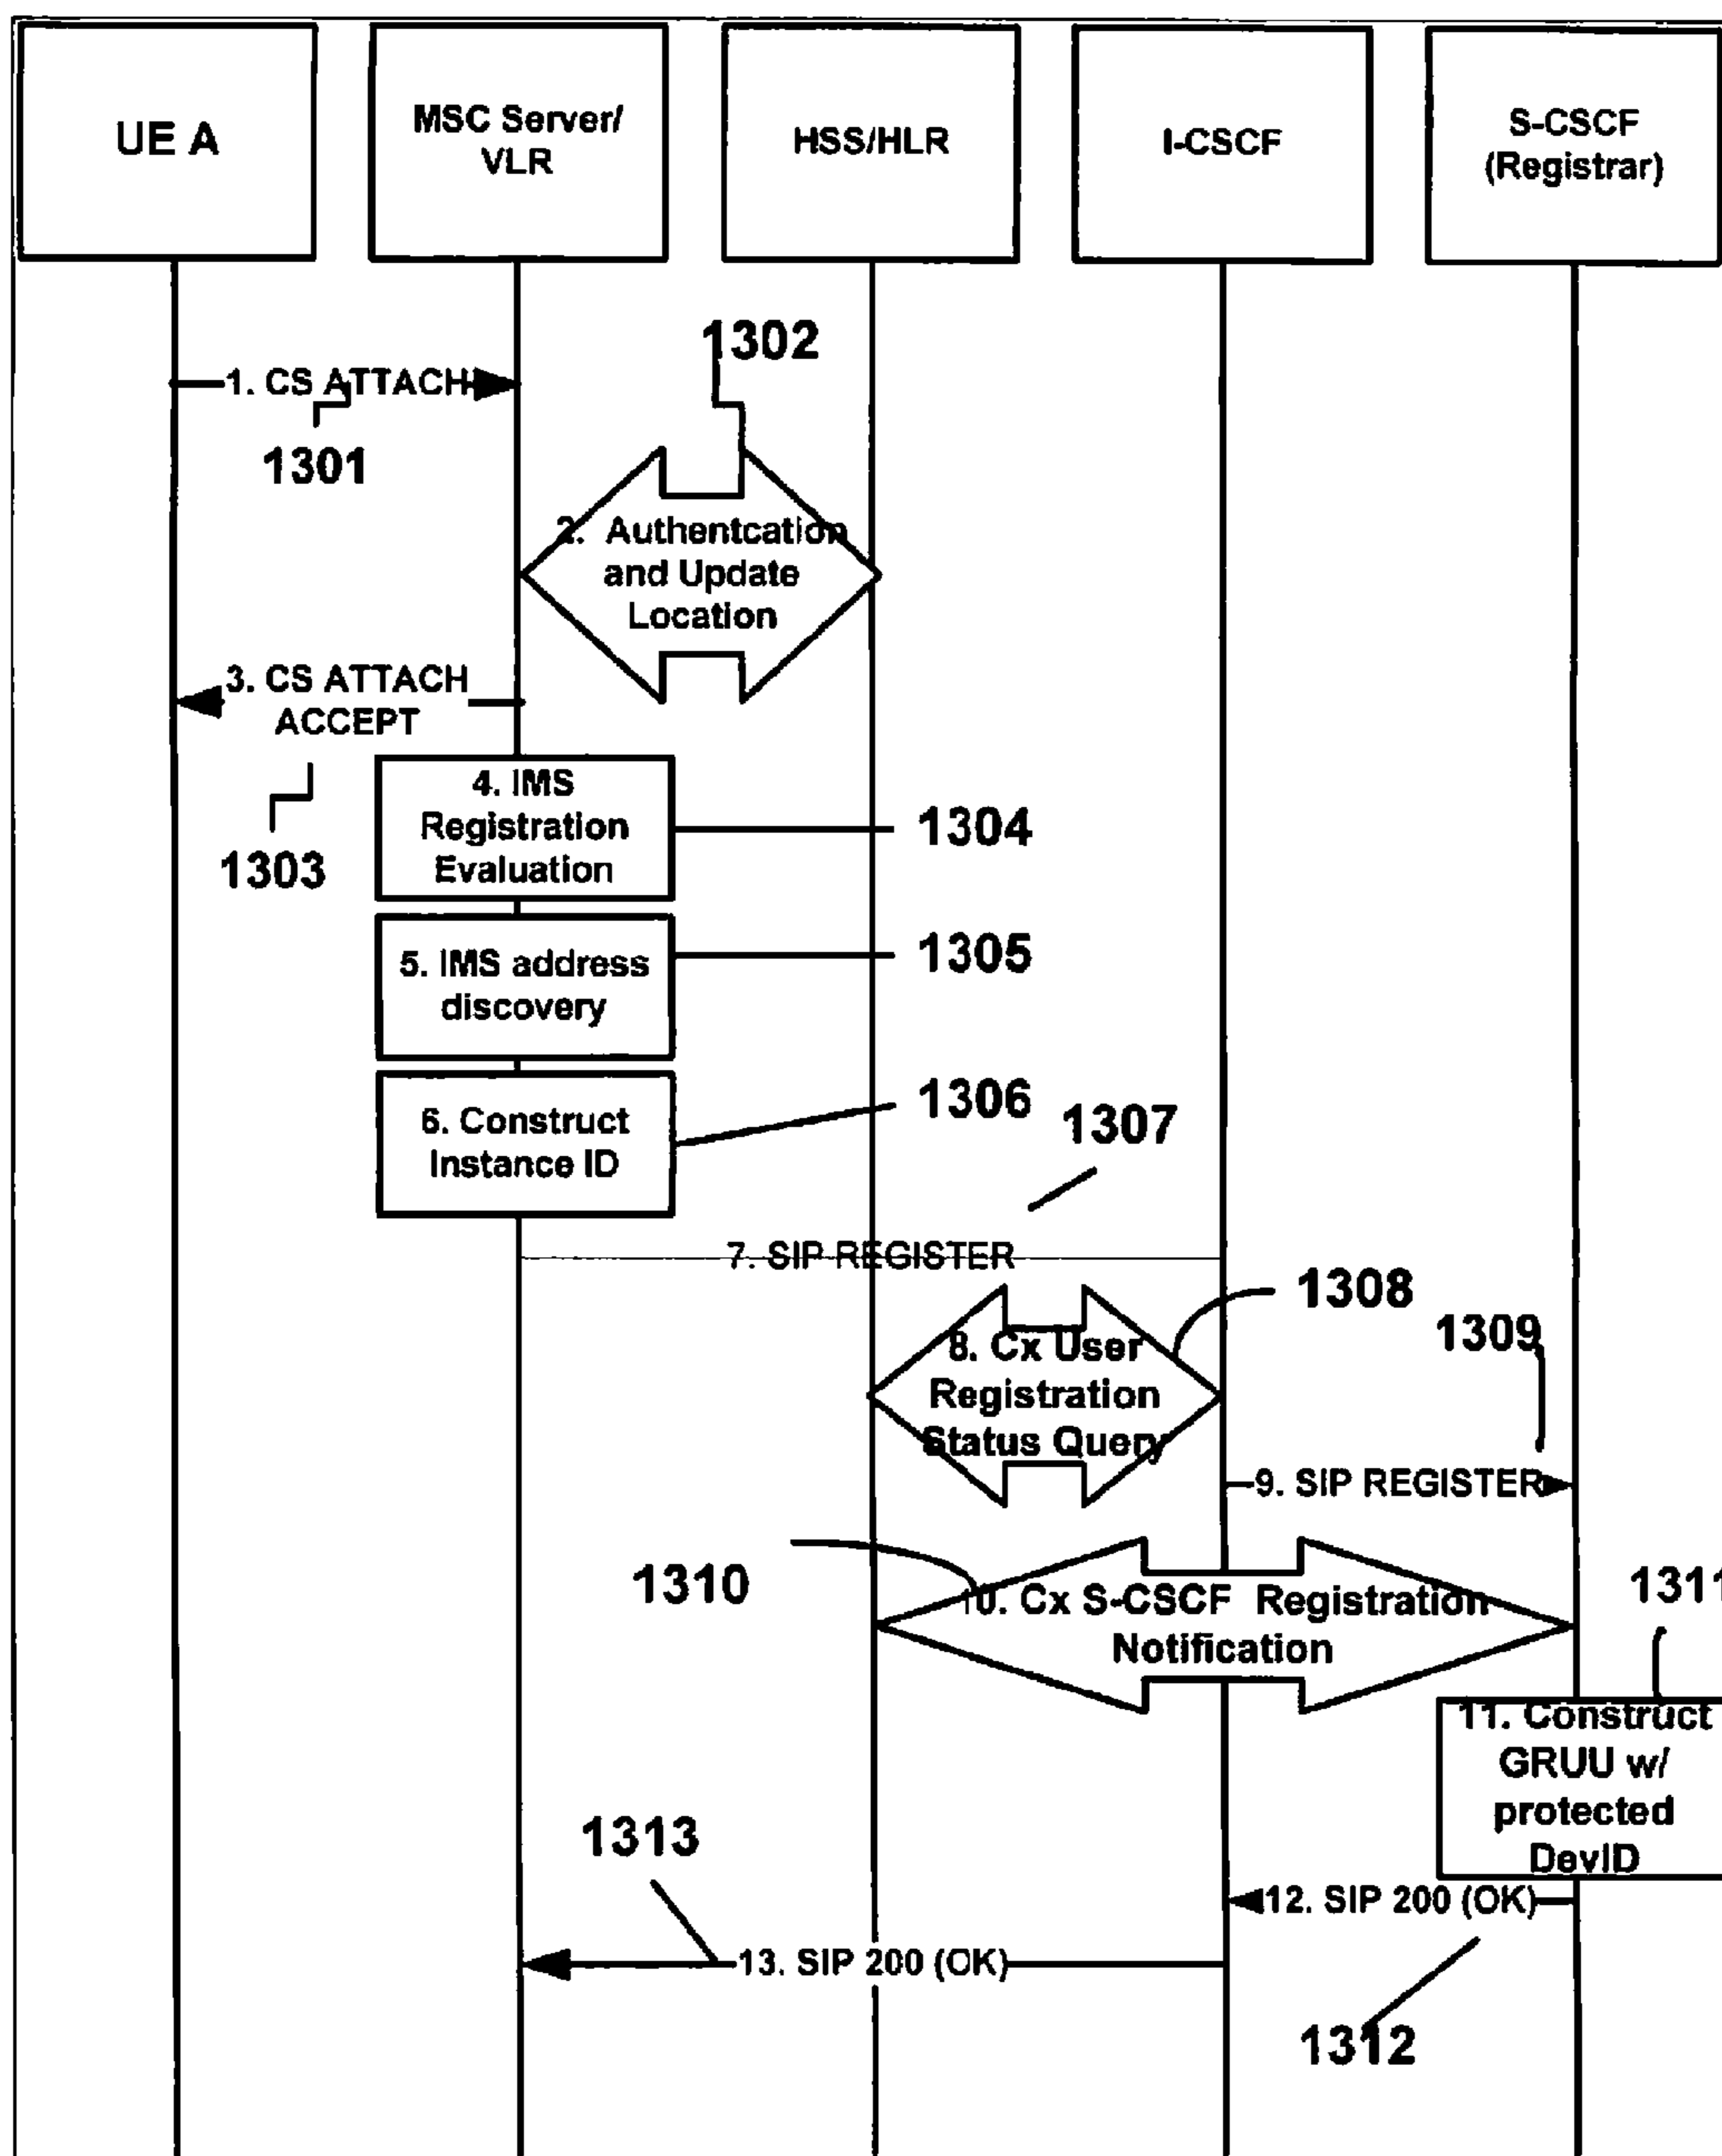 UE A
MSC Server/
VLR
HSS/HLR
I-CSCF
S-CSCF
(Registrar)
1302
1. CS ATTACH
1301
2. Authentcation
and Update
Location
3. CS ATTACH
ACCEPT
1303
4. IMS
Registration
Evaluation
1304
5. IMS address
discovery
1305
6. Construct
Instance ID
1306
1307
7. SIP REGISTER
1308
8. Cx User
Registration
Status Query
1309
9. SIP REGISTER
1310
10. Cx S-CSCF Registration
Notification
1311
11. Construct
GRUU w/
protected
DevID
12. SIP 200 (OK)
1313
13. SIP 200 (OK)
1312